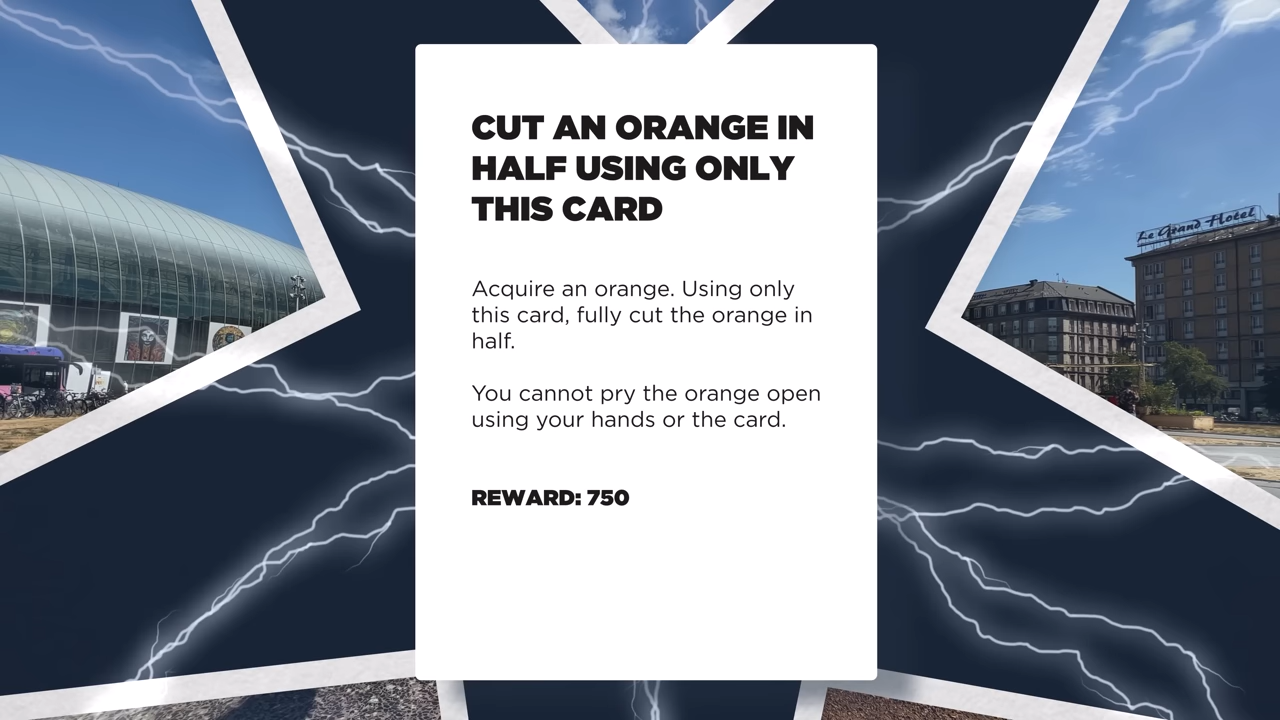 CUT AN ORANGE IN
HALF USING ONLY
THIS CARD
Acquire an orange. Using only
this card, fully cut the orange in
half.
You cannot pry the orange open
using your hands or the card.
REWARD: 750
Le Grand Hotel